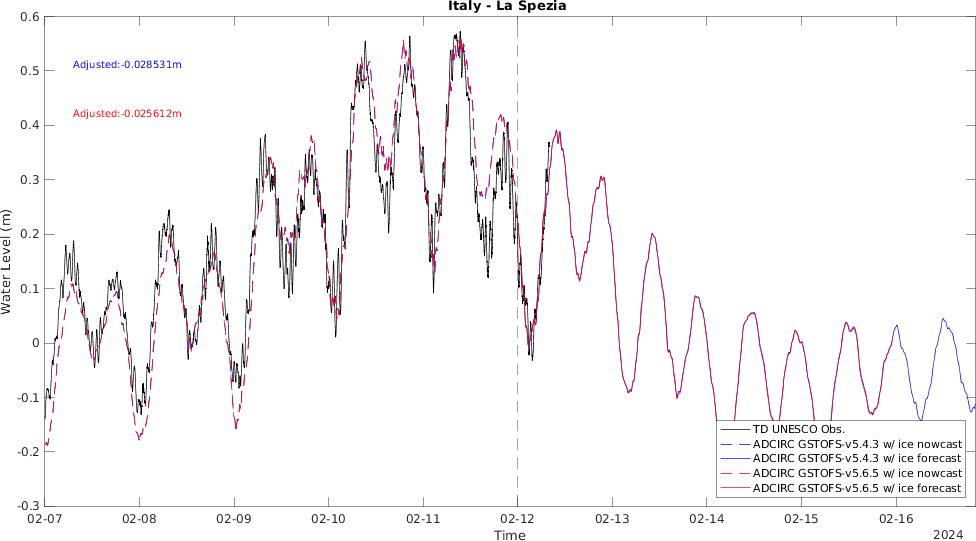 Italy - La Spezia
0.6
0.5
0.4
0.3
0.2
0.1
0
-0.1
-0.2
-0.3
Water Level (m)
Adjusted:-0.028531m
Adjusted:-0.025612m
TD UNESCO Obs.
ADCIRC GSTOFS-v5.4.3 w/ ice nowcast
ADCIRC GSTOFS-v5.4.3 w/ ice forecast
ADCIRC GSTOFS-v5.6.5 w/ ice nowcast
ADCIRC GSTOFS-v5.6.5 w/ ice forecast
02-07 02-08 02-09 02-10 02-11 02-12 02-13 02-14 02-15 02-16
Time
2024